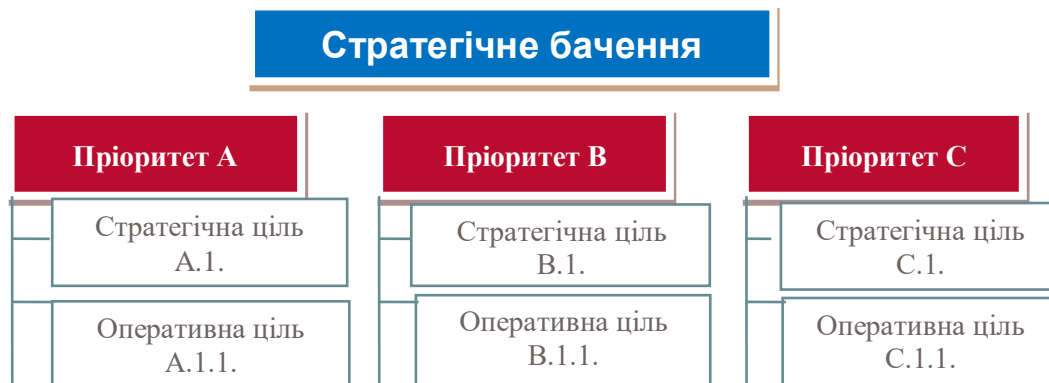 Стратегічне бачення
Пріоритет A
Пріоритет B
Пріоритет C
Стратегічна ціль
A.1.
Стратегічна ціль
B.1.
Стратегічна ціль
C.1.
Оперативна ціль
A.1.1.
Оперативна ціль
B.1.1.
Оперативна ціль
C.1.1.